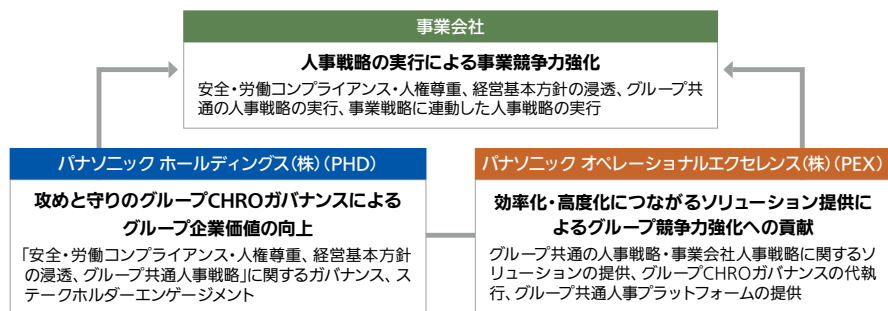 事業会社
人事戦略の実行による事業競争力強化
安全・労働コンプライアンス・人権尊重、経営基本方針の浸透、グループ共
通の人事戦略の実行、事業戦略に連動した人事戦略の実行
パナソニック ホールディングス(株)(PHD)
攻めと守りのグループCHROガバナンスによる
グループ企業価値の向上
「安全・労働コンプライアンス・人権尊重、経営基本方針
の浸透、グループ共通人事戦略」に関するガバナンス、ス
テークホルダーエンゲージメント
パナソニック オペレーショナルエクセレンス(株)(PEX)
効率化・高度化につながるソリューション提供に
よるグループ競争力強化への貢献
グループ共通の人事戦略・事業会社人事戦略に関するソ
リューションの提供、グループCHROガバナンスの代執
行、グループ共通人事プラットフォームの提供